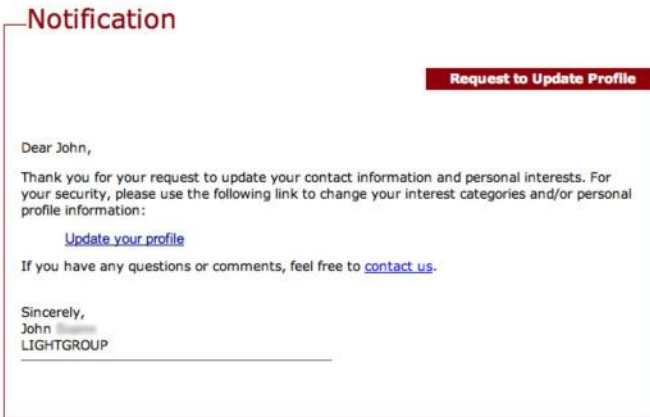 Notification
Request to Update Profile
Dear John,
Thank you for your request to update your contact information and personal interests. For
your security, please use the following link to change your interest categories and/or personal
profile information:
Update your profile
If you have any questions or comments, feel free to contact us.
Sincerely,
John
LIGHTGROUP